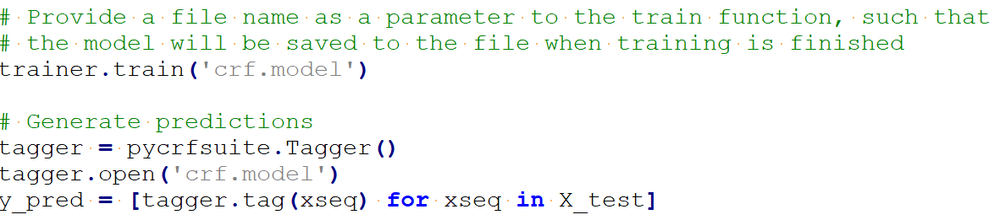 # Provide a file name as a parameter to the train function, such that
# the model will be saved to the file when training is finished
trainer.train('crf.model')
# Generate predictions
tagger = pycrfsuite.Tagger()
tagger.open('crf.model')
y_pred = [tagger.tag(xseq) for xseq in X_test]